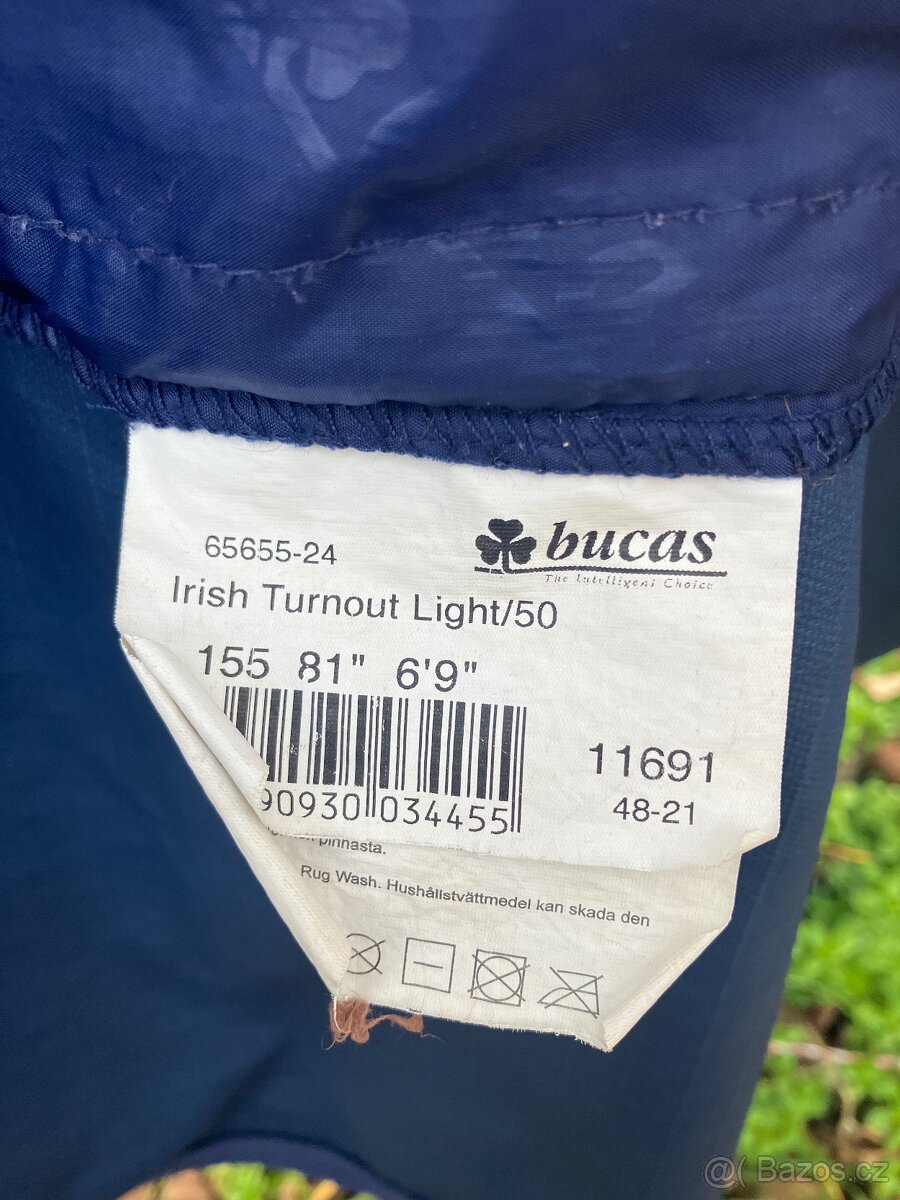 65655-24
bucas
The Intelligent Choice
Irish Turnout Light/50
155 81" 6'9"
90930 034455
11691
48-21
pinnasta.
Rug Wash. Hushållstvättmedel kan skada den
@( Bazos.cz